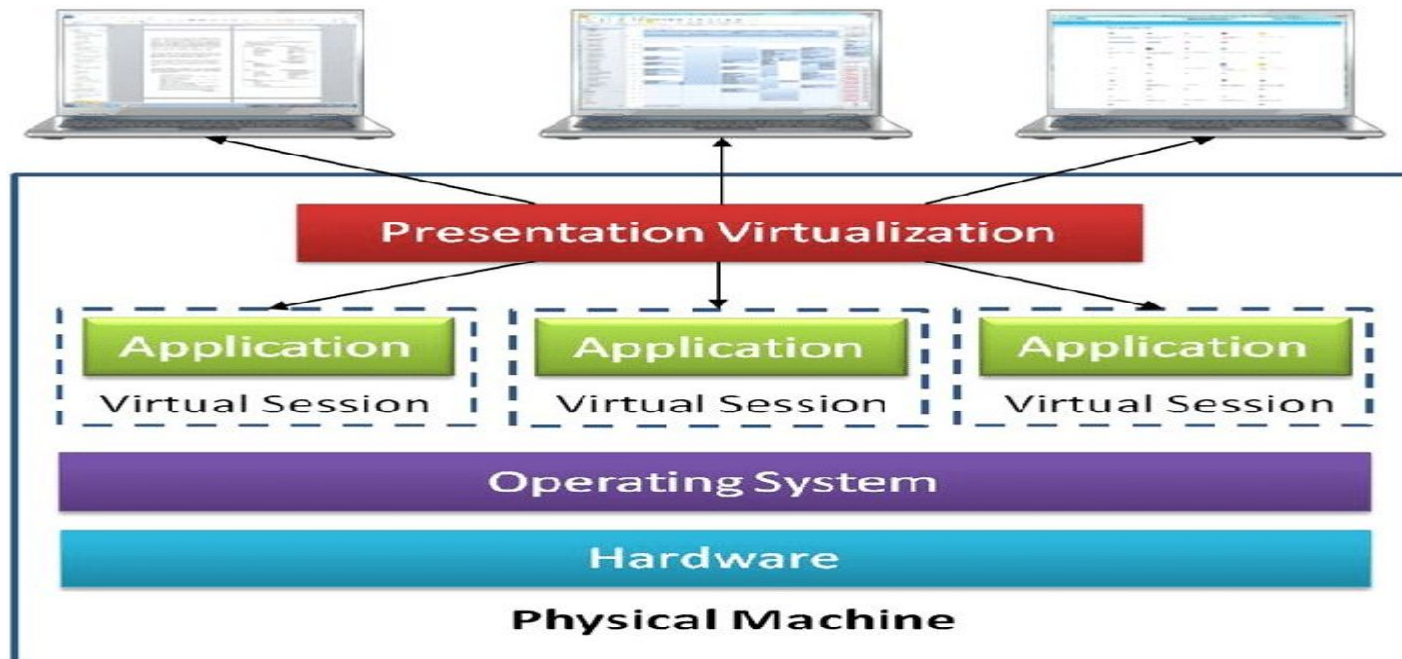 Presentation Virtualization
Application
Application
Application
Virtual Session
Virtual Session
Virtual Session
Operating System
Hardware
Physical Machine